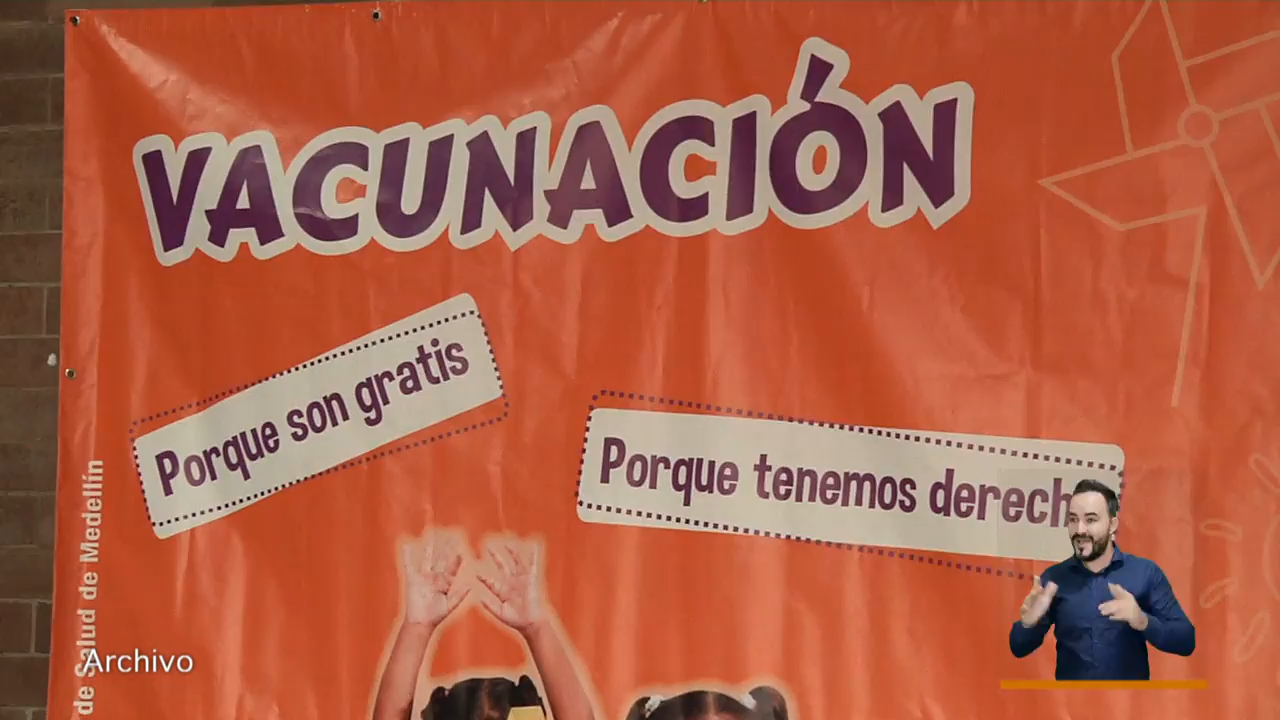 VACUNACIÓN
Porque son gratis
Porque tenemos derech
de Salud de Medellín
Archivo